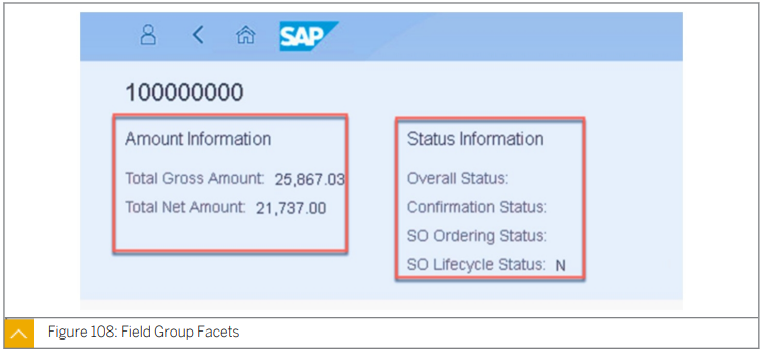 SAP
100000000
Amount Information
Total Gross Amount: 25,867.03
Total Net Amount: 21,737.00
Status Information
Overall Status:
Confirmation Status:
SO Ordering Status:
SO Lifecycle Status: N
Figure 108: Field Group Facets